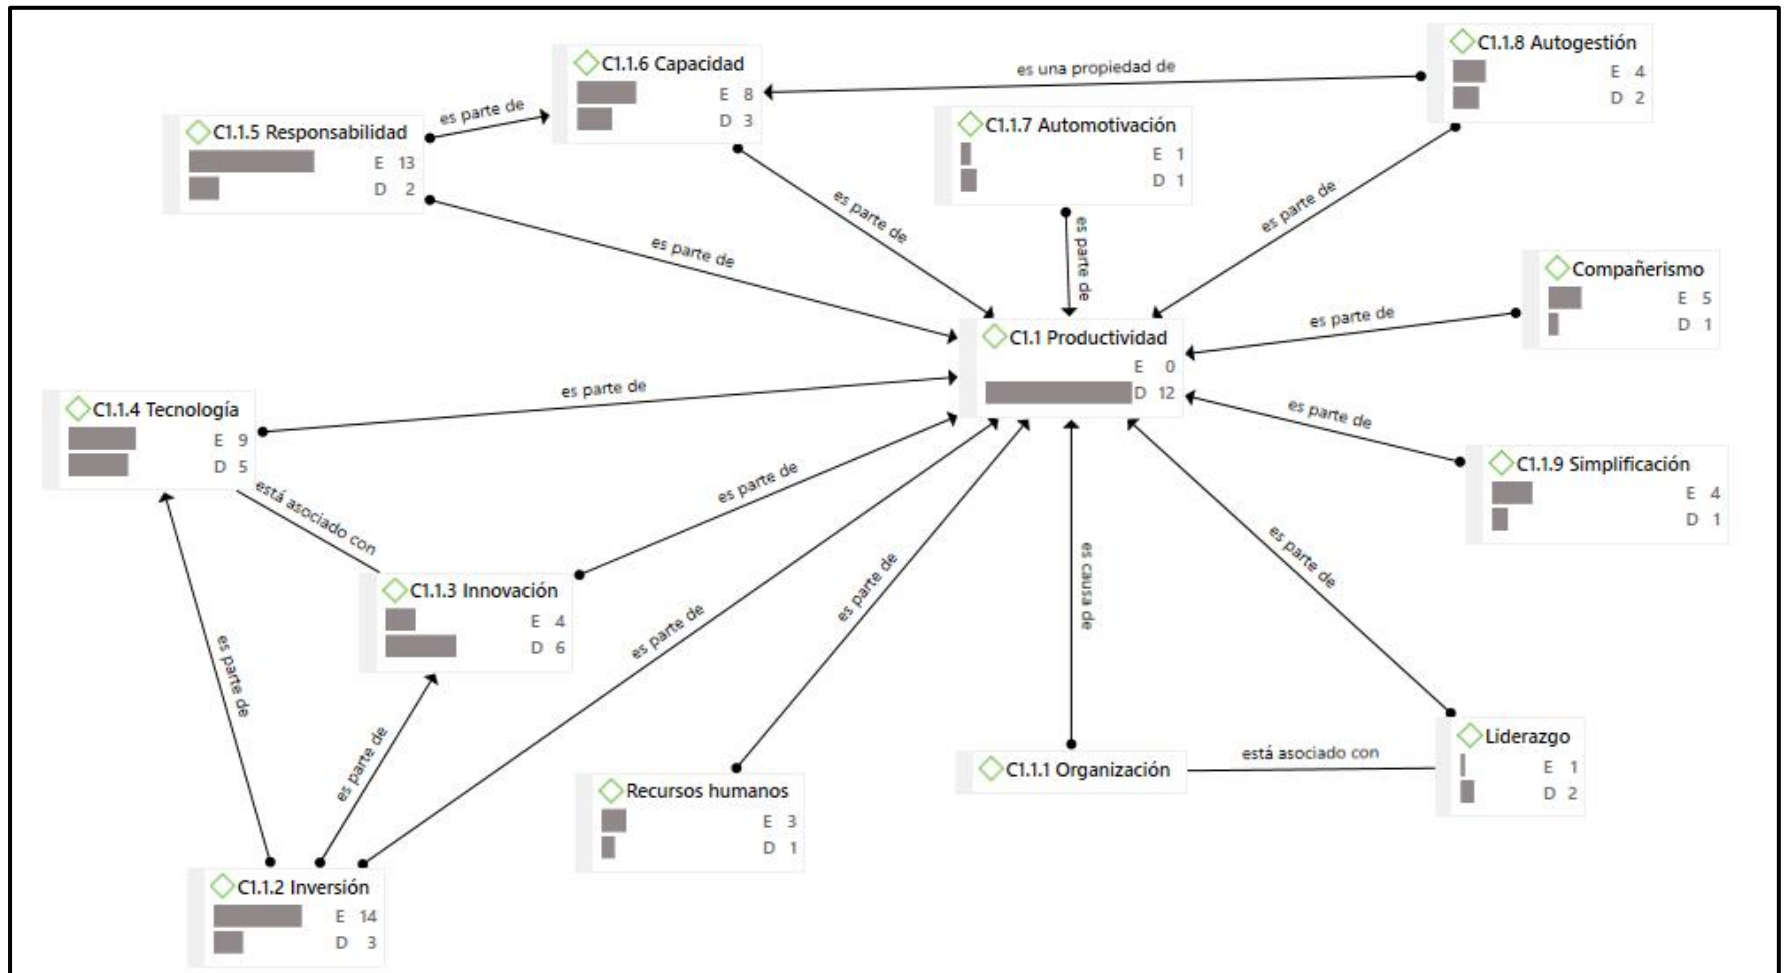 C1.1.8 Autogestión
E 4
D 2
C1.1.6 Capacidad
E 8
D 3
es una propiedad de
C1.1.7 Automotivación
E 1
D 1
C1.1.5 Responsabilidad
E 13
D 2
es parte de
es parte de
es parte de
es parte de
es parte de
Compañerismo
E 5
D 1
es parte de
C1.1 Productividad
E 0
D 12
C1.1.4 Tecnología
E 9
D 5
es parte de
es parte de
C1.1.9 Simplificación
E 4
D 1
está asociado con
es parte de
C1.1.3 Innovación
E 4
D 6
es parte de
es parte de
es causa de
es parte de
es parte de
es parte de
Recursos humanos
E 3
D 1
C1.1.1 Organización
está asociado con
Liderazgo
E 1
D 2
C1.1.2 Inversión
E 14
D 3